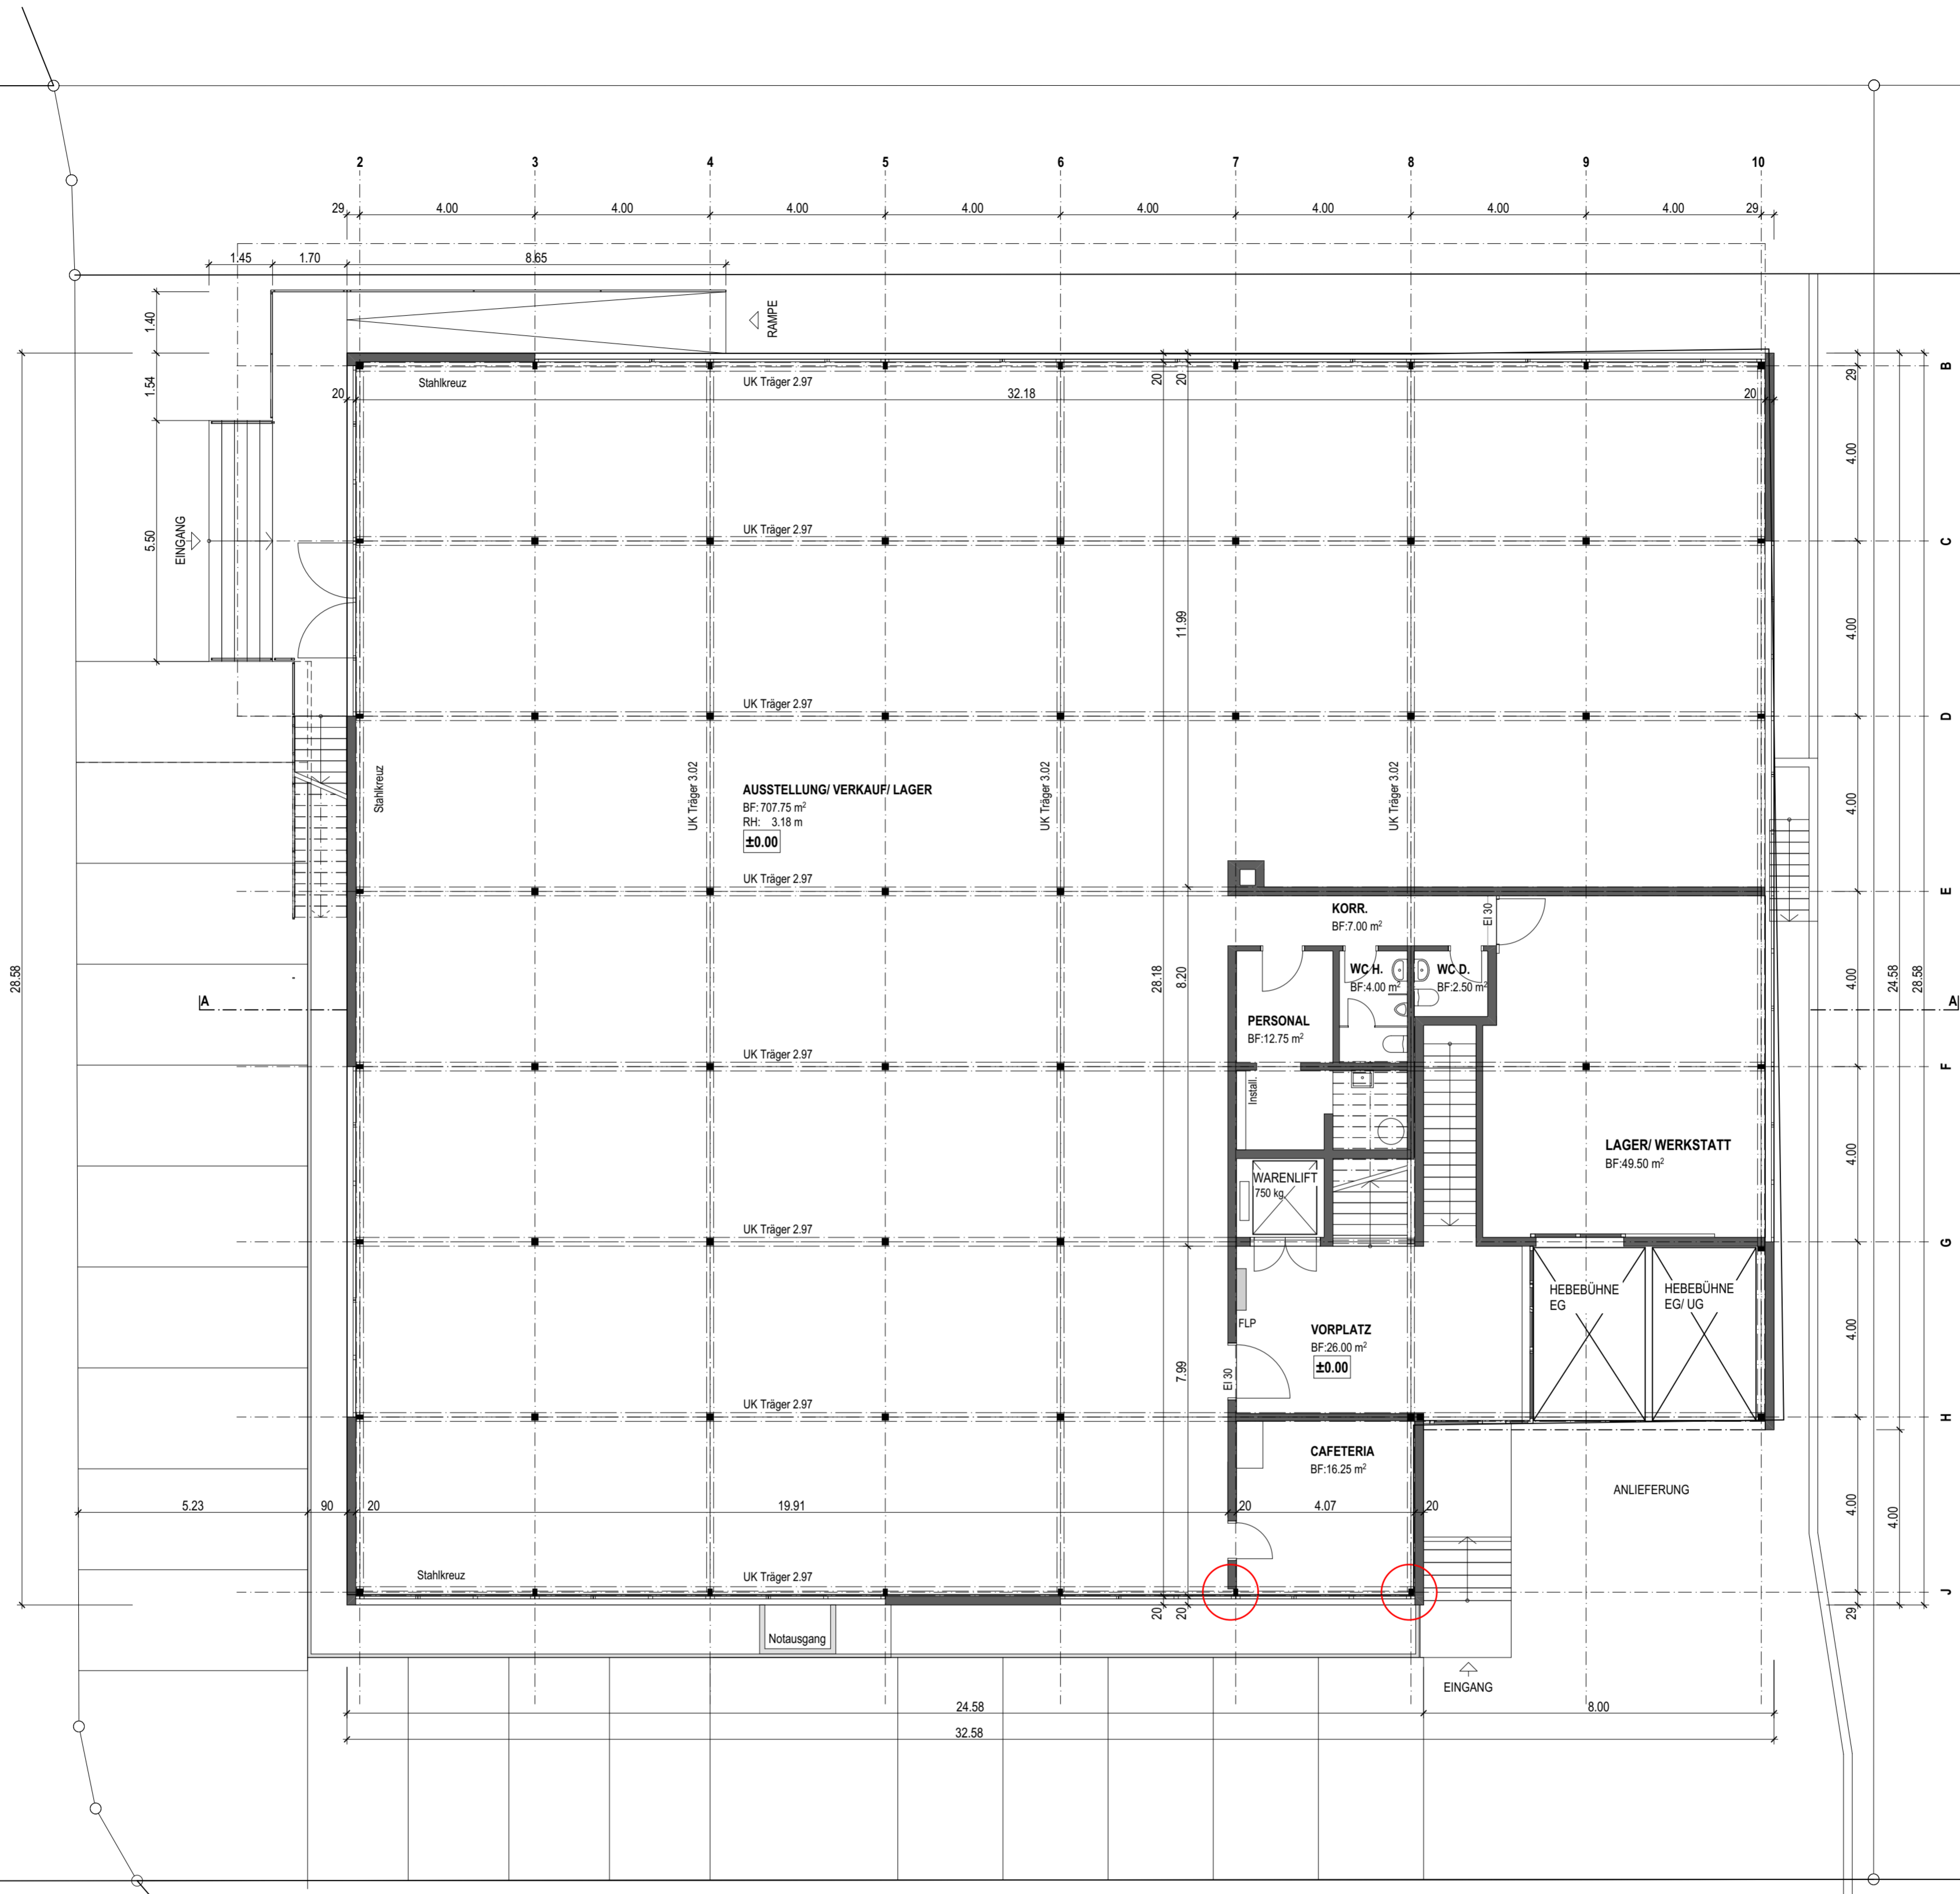 2 3 4 5 6 7 8 9 10
29 4.00 4.00 4.00 4.00 4.00 4.00 4.00 4.00 29
1.45 1.70 8.65
1.40
RAMPE
1.54
Stahlkreuz
UK Träger 2.97
20
20
29
B
20 32.18 20
4.00
5.50
EINGANG
UK Träger 2.97
C
11.99
4.00
UK Träger 2.97
D
Stahlkreuz
UK Träger 3.02
UK Träger 3.02
UK Träger 3.02
4.00
AUSSTELLUNG/ VERKAUF/ LAGER
BF: 707.75 m²
RH: 3.18 m
±0.00
UK Träger 2.97
E
KORR.
BF:7.00 m²
EI 30
28.58
28.18
8.20
WC H.
BF:4.00 m²
WC D.
BF:2.50 m²
4.00
24.58
28.58
A
A
PERSONAL
BF:12.75 m²
UK Träger 2.97
F
Install.
LAGER/ WERKSTATT
BF:49.50 m²
4.00
WARENLIFT
750 kg
UK Träger 2.97
G
HEBEBÜHNE
EG
HEBEBÜHNE
EG/ UG
FLP
VORPLATZ
BF:26.00 m²
±0.00
4.00
7.99
EI 30
UK Träger 2.97
H
CAFETERIA
BF:16.25 m²
ANLIEFERUNG
5.23 90 20 19.91 20 4.07 20
4.00
4.00
Stahlkreuz
UK Träger 2.97
J
20
20
29
Notausgang
EINGANG
24.58 8.00
32.58